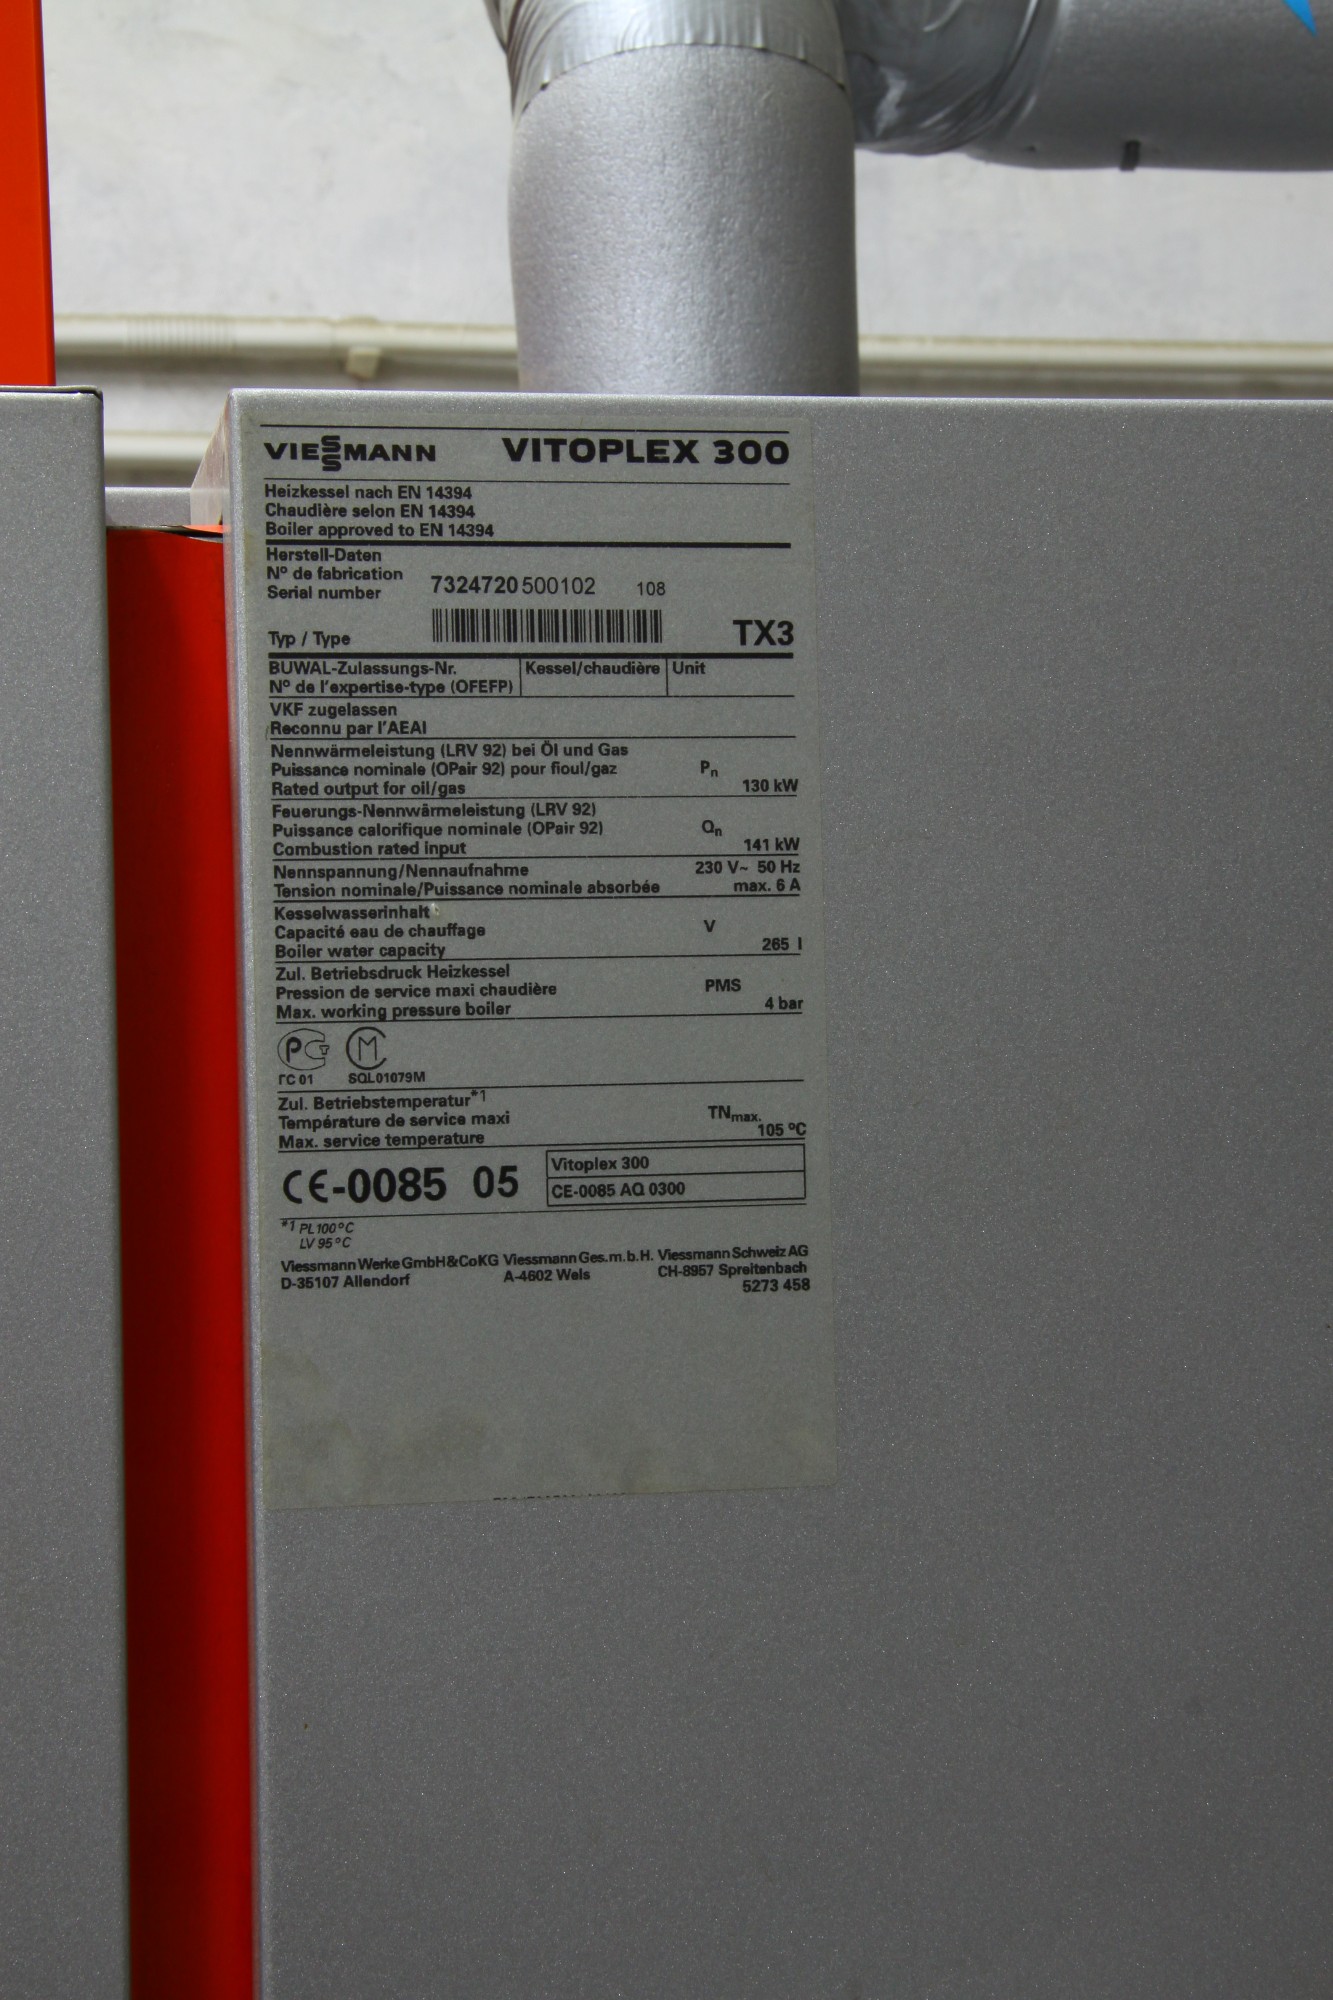 VIESSMANN VITOPLEX 300
Heizkessel nach EN 14394
Chaudière selon EN 14394
Boiler approved to EN 14394
Herstell-Daten
Nº de fabrication
Serial number 7324720500102 108
Typ / Type TX3
BUWAL-Zulassungs-Nr. Kessel/chaudière Unit
Nº de l'expertise-type (OFEFP)
VKF zugelassen
Reconnu par l'AEAI
Nennwärmeleistung (LRV 92) bei Öl und Gas
Puissance nominale (OPair 92) pour fioul/gaz Pn
Rated output for oil/gas 130 kW
Feuerungs-Nennwärmeleistung (LRV 92)
Puissance calorifique nominale (OPair 92) Qn
Combustion rated input 141 kW
Nennspannung/Nennaufnahme 230 V~ 50 Hz
Tension nominale/Puissance nominale absorbée max. 6 A
Kesselwasserinhalt
Capacité eau de chauffage V
Boiler water capacity 265 l
Zul. Betriebsdruck Heizkessel
Pression de service maxi chaudière PMS
Max. working pressure boiler 4 bar
РСТ CM
ГС 01 SQL01079M
Zul. Betriebstemperatur*1
Température de service maxi TNmax.
Max. service temperature 105 ºC
CE-0085 05 Vitoplex 300
CE-0085 AQ 0300
*1 PL 100ºC
LV 95ºC
Viessmann Werke GmbH&CoKG Viessmann Ges.m.b.H. Viessmann Schweiz AG
D-35107 Allendorf A-4602 Wels CH-8957 Spreitenbach
5273 458